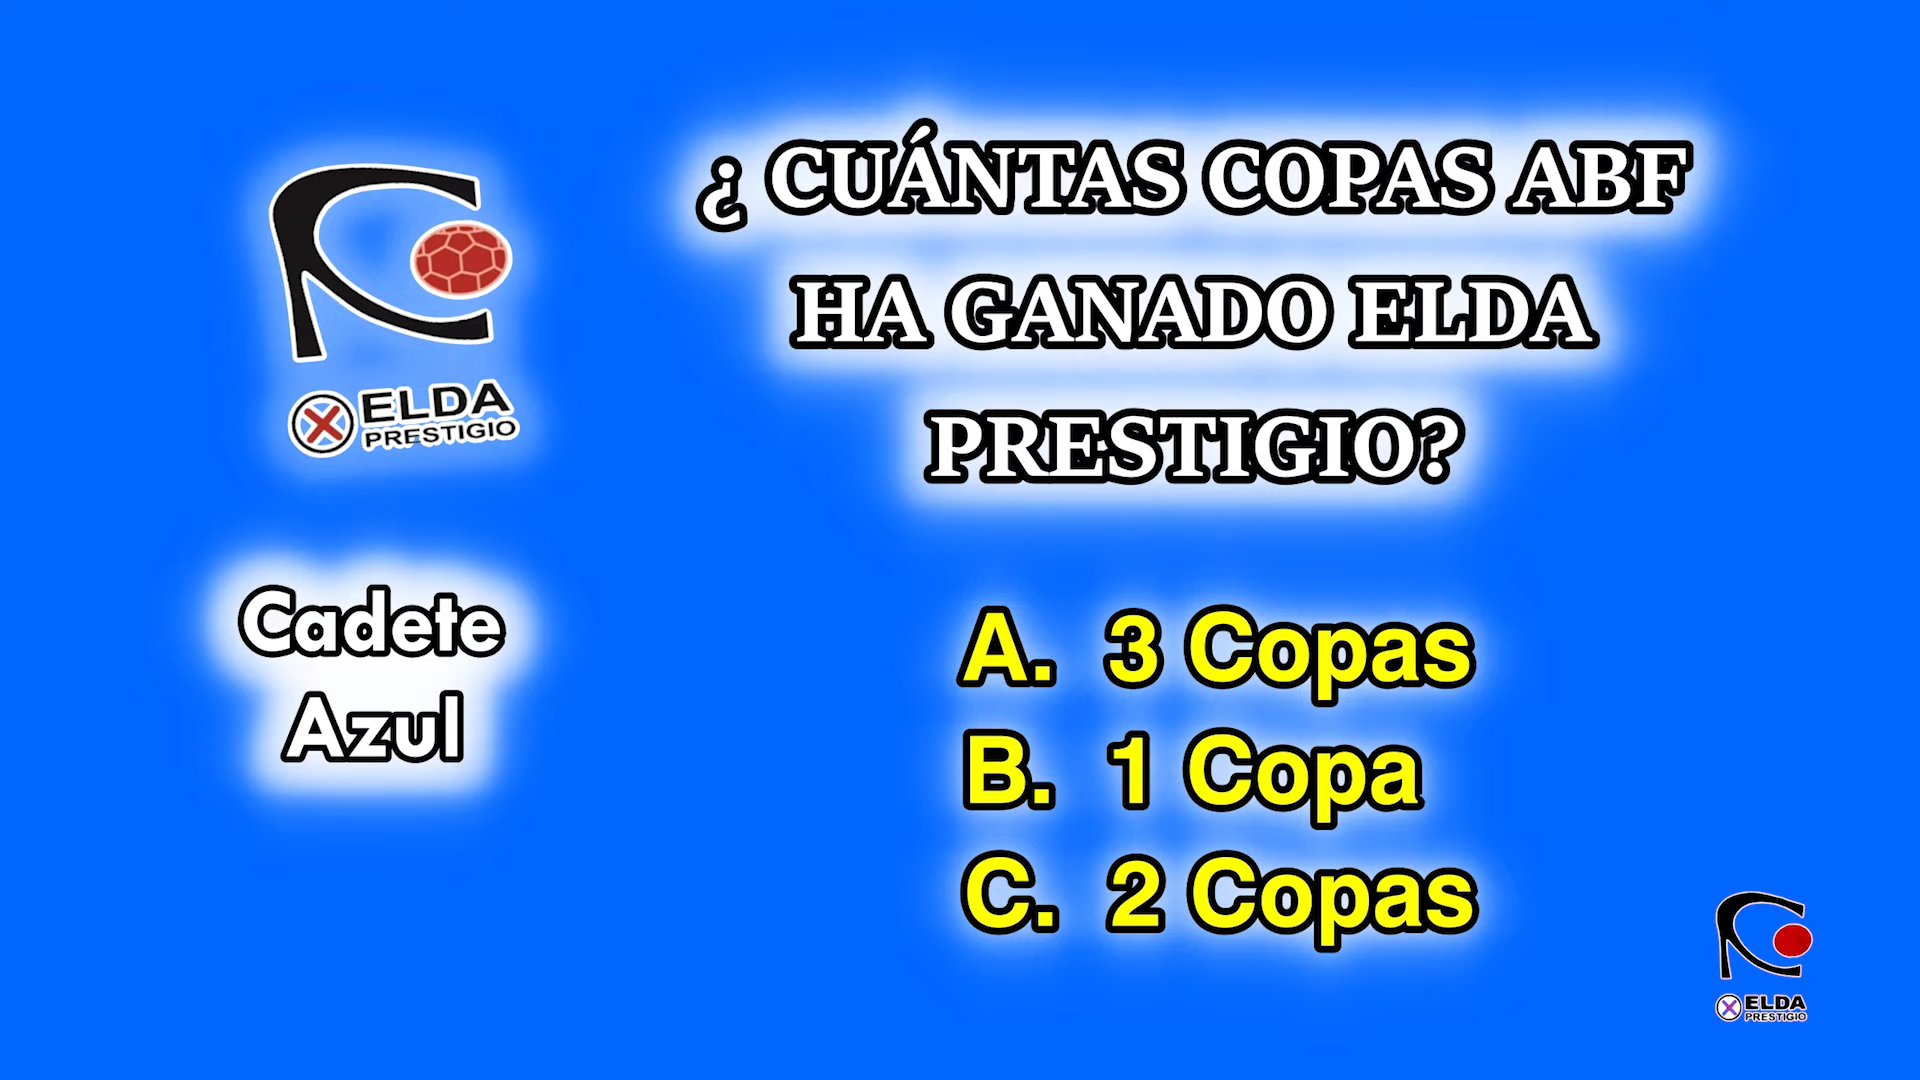 ¿ CUÁNTAS COPAS ABF
HA GANADO ELDA
PRESTIGIO?
ELDA
PRESTIGIO
Cadete
Azul
A. 3 Copas
B. 1 Copa
C. 2 Copas
ELDA
PRESTIGIO